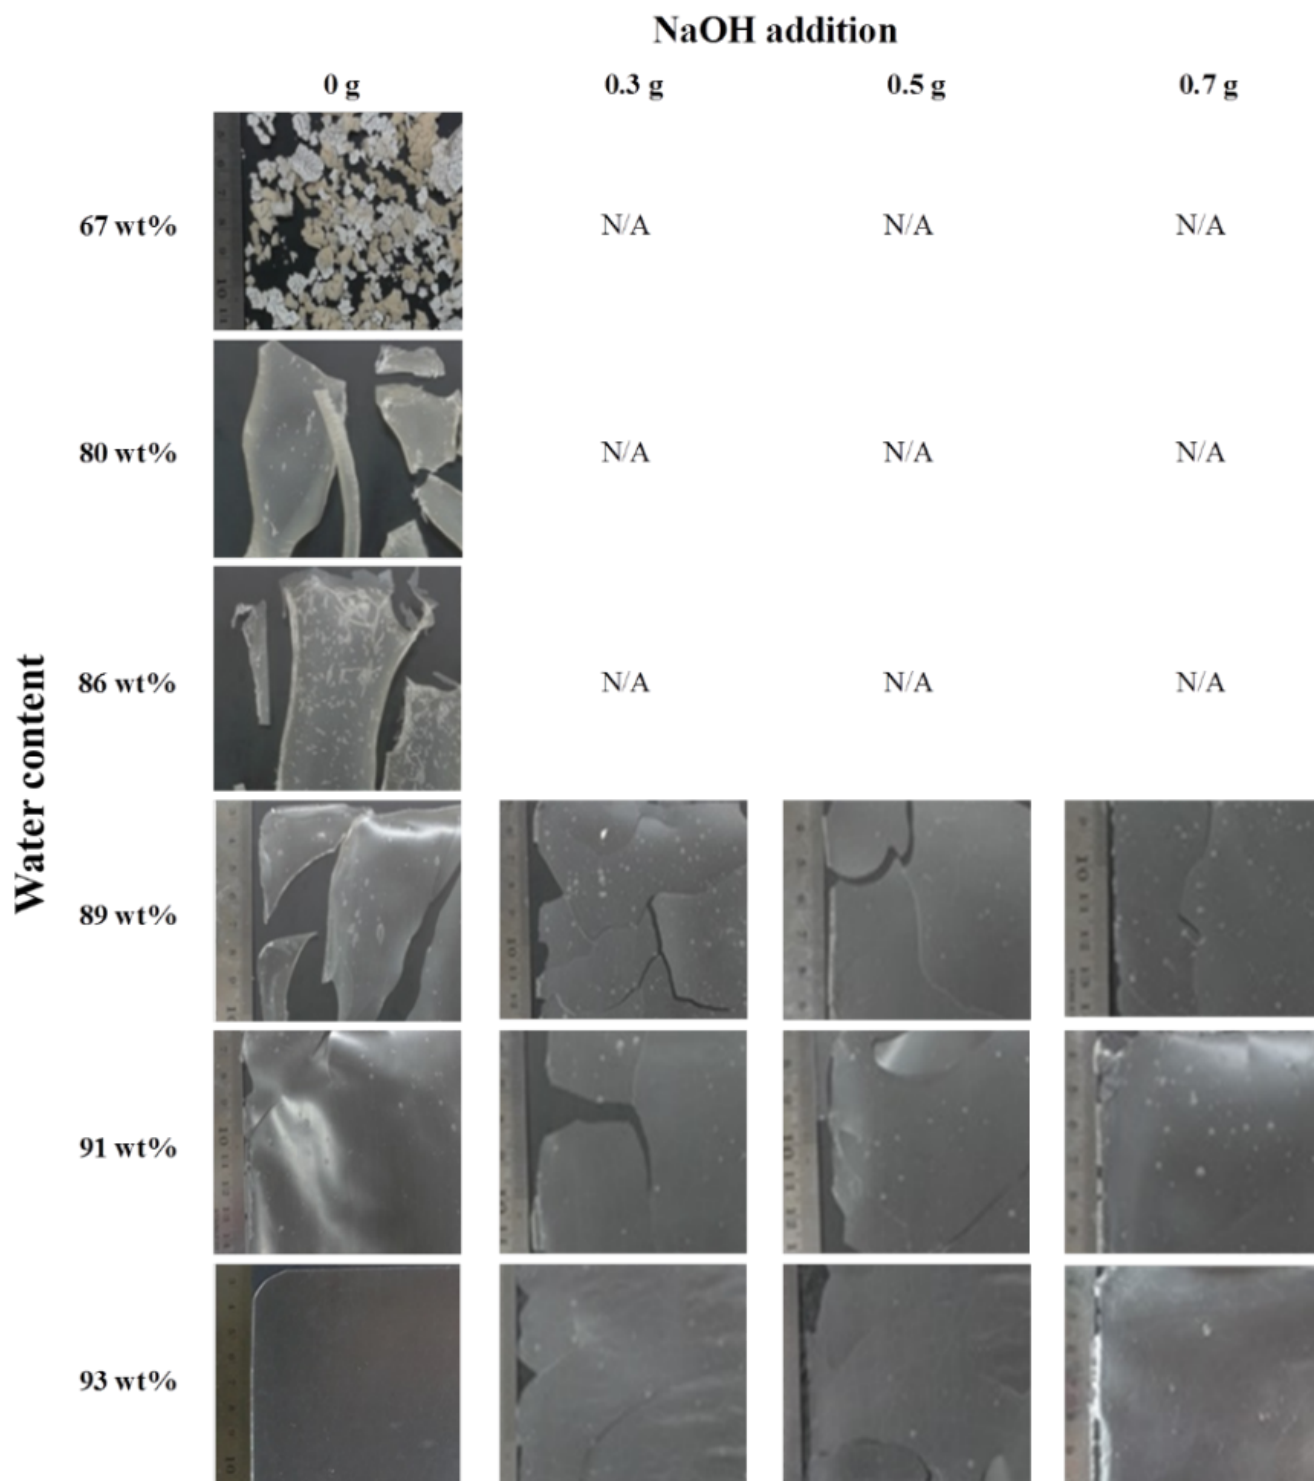 NaOH addition
0 g 0.3 g 0.5 g 0.7 g
67 wt% N/A N/A N/A
80 wt% N/A N/A N/A
86 wt% N/A N/A N/A
Water content
89 wt%
91 wt%
93 wt%